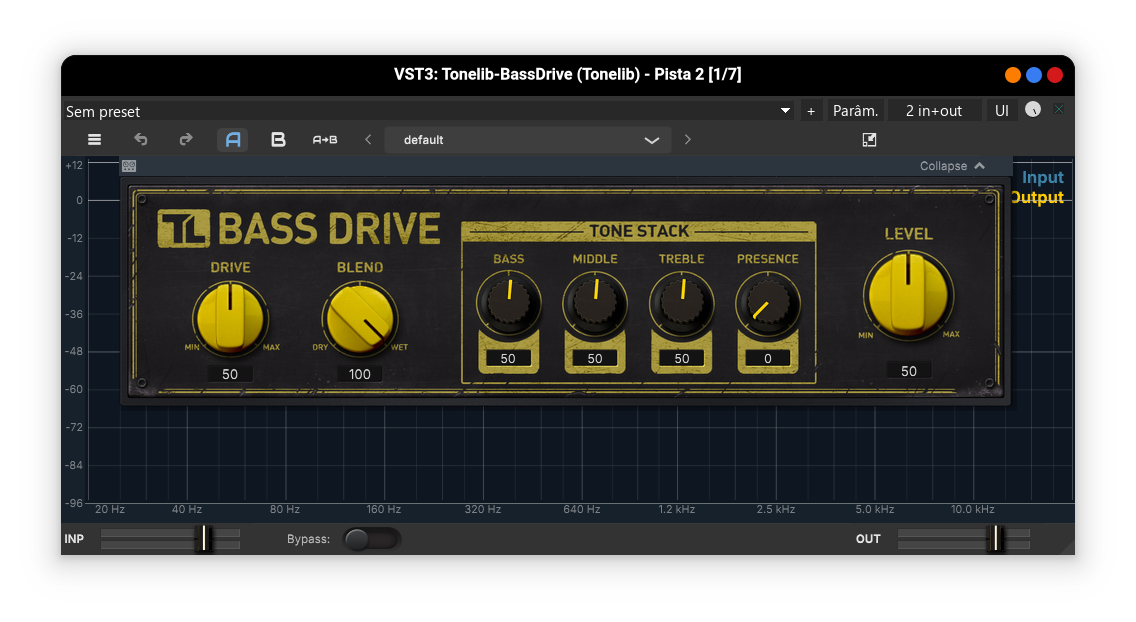 VST3: Tonelib-BassDrive (Tonelib) - Pista 2 [1/7]
Sem preset + Parâm. 2 in+out UI
A B A→B < default >
+12 Collapse
Input
0 Output
-12
-24
-36
-48
-60
-72
-84
-96
TL BASS DRIVE
TONE STACK
LEVEL
DRIVE BLEND BASS MIDDLE TREBLE PRESENCE
MIN MAX DRY WET MIN MAX
50 100 50 50 50 0 50
20 Hz 40 Hz 80 Hz 160 Hz 320 Hz 640 Hz 1.2 kHz 2.5 kHz 5.0 kHz 10.0 kHz
INP Bypass: OUT